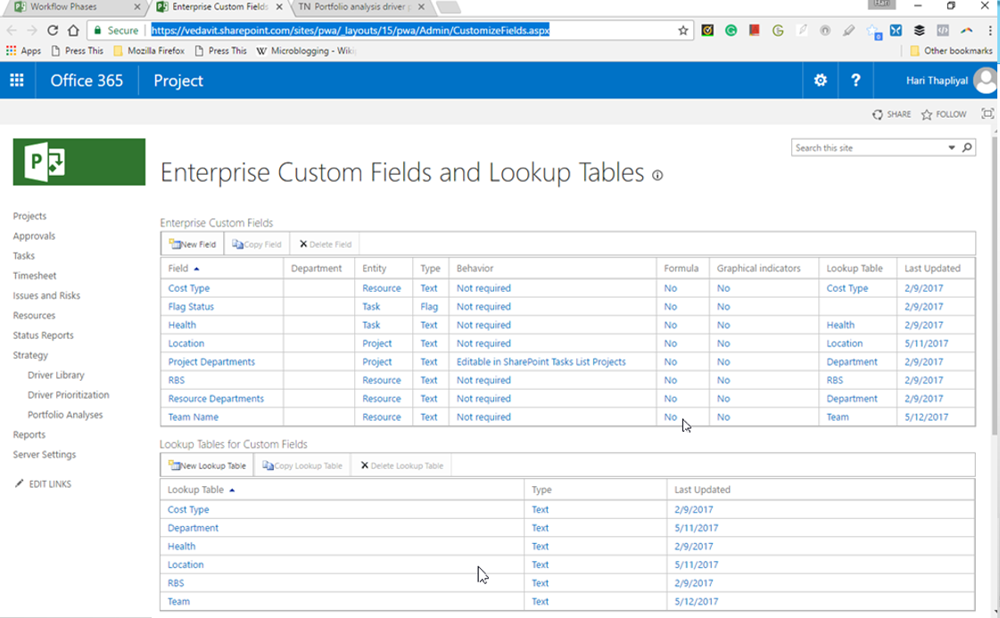 Workflow Phases
Enterprise Custom Fields
TN Portfolio analysis driver p
Hari
Secure
https://vedavit.sharepoint.com/sites/pwa/_layouts/15/pwa/Admin/CustomizeFields.aspx
Apps Press This Mozilla Firefox Press This W Microblogging - Wiki Other bookmarks
Office 365 Project ? Hari Thapliyal
SHARE FOLLOW
P
Search this site
Enterprise Custom Fields and Lookup Tables
Projects
Approvals
Tasks
Timesheet
Issues and Risks
Resources
Status Reports
Strategy
Driver Library
Driver Prioritization
Portfolio Analyses
Reports
Server Settings
EDIT LINKS
Enterprise Custom Fields
New Field Copy Field Delete Field
Field Department Entity Type Behavior Formula Graphical indicators Lookup Table Last Updated
Cost Type Resource Text Not required No No Cost Type 2/9/2017
Flag Status Task Flag Not required No No 2/9/2017
Health Task Text Not required No No Health 2/9/2017
Location Project Text Not required No No Location 5/11/2017
Project Departments Project Text Editable in SharePoint Tasks List Projects No No Department 2/9/2017
RBS Resource Text Not required No No RBS 2/9/2017
Resource Departments Resource Text Not required No No Department 2/9/2017
Team Name Resource Text Not required No No Team 5/12/2017
Lookup Tables for Custom Fields
New Lookup Table Copy Lookup Table Delete Lookup Table
Lookup Table Type Last Updated
Cost Type Text 2/9/2017
Department Text 5/11/2017
Health Text 2/9/2017
Location Text 5/11/2017
RBS Text 2/9/2017
Team Text 5/12/2017